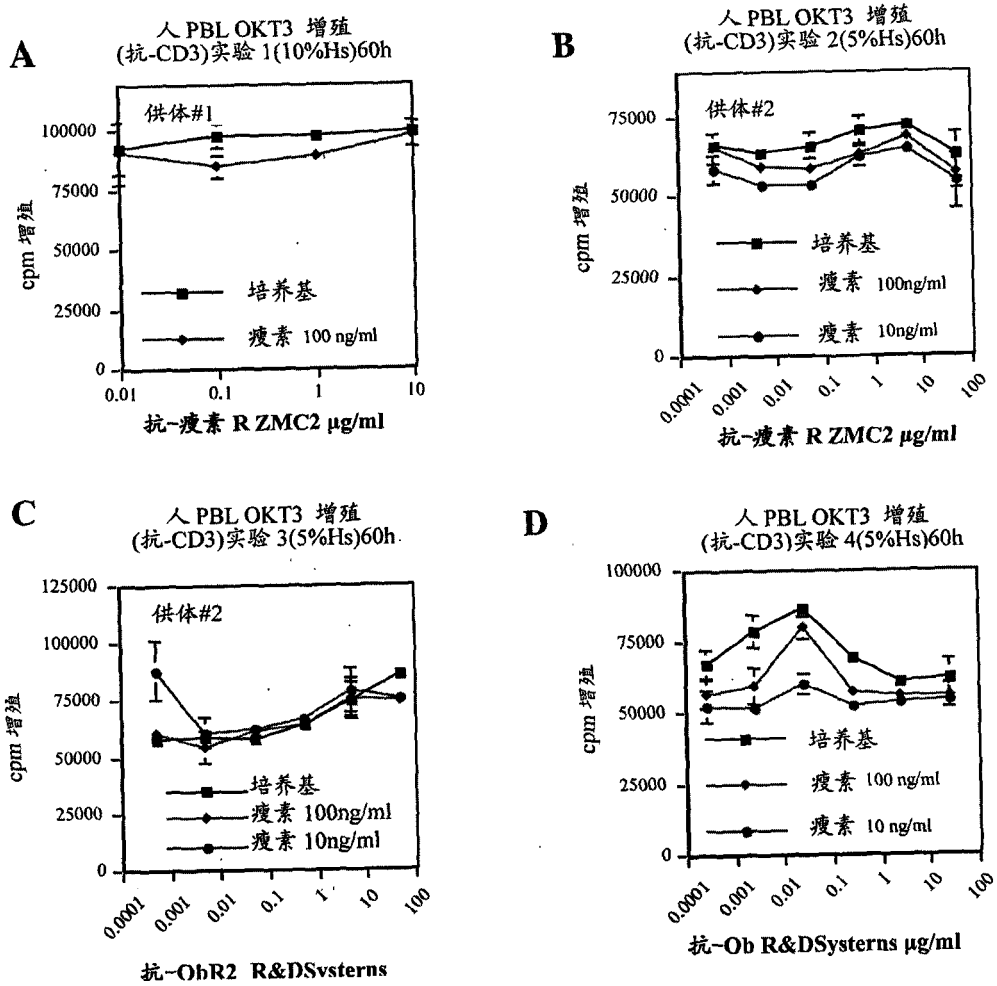 A
人 PBL OKT3 增殖
(抗-CD3)实验 1(10%Hs)60h
供体#1
100000
75000
50000
25000
0
cpm 增殖
培养基
瘦素 100 ng/ml
0.01
0.1
1
10
抗-瘦素 R ZMC2 μg/ml
B
人 PBL OKT3 增殖
(抗-CD3)实验 2(5%Hs)60h
供体#2
75000
50000
25000
0
cpm 增殖
培养基
瘦素 100ng/ml
瘦素 10ng/ml
0.0001
0.001
0.01
0.1
1
10
100
抗-瘦素 R ZMC2 μg/ml
C
人 PBL OKT3 增殖
(抗-CD3)实验 3(5%Hs)60h
供体#2
125000
100000
75000
50000
25000
0
cpm 增殖
培养基
瘦素 100ng/ml
瘦素 10ng/ml
0.0001
0.001
0.01
0.1
1
10
100
抗-ObR2 R&DSysterns
D
人 PBL OKT3 增殖
(抗-CD3)实验 4(5%Hs)60h
100000
75000
50000
25000
0
cpm 增殖
培养基
瘦素 100 ng/ml
瘦素 10 ng/ml
0.0001
0.001
0.01
0.1
1
10
100
抗-Ob R&DSysterns μg/ml